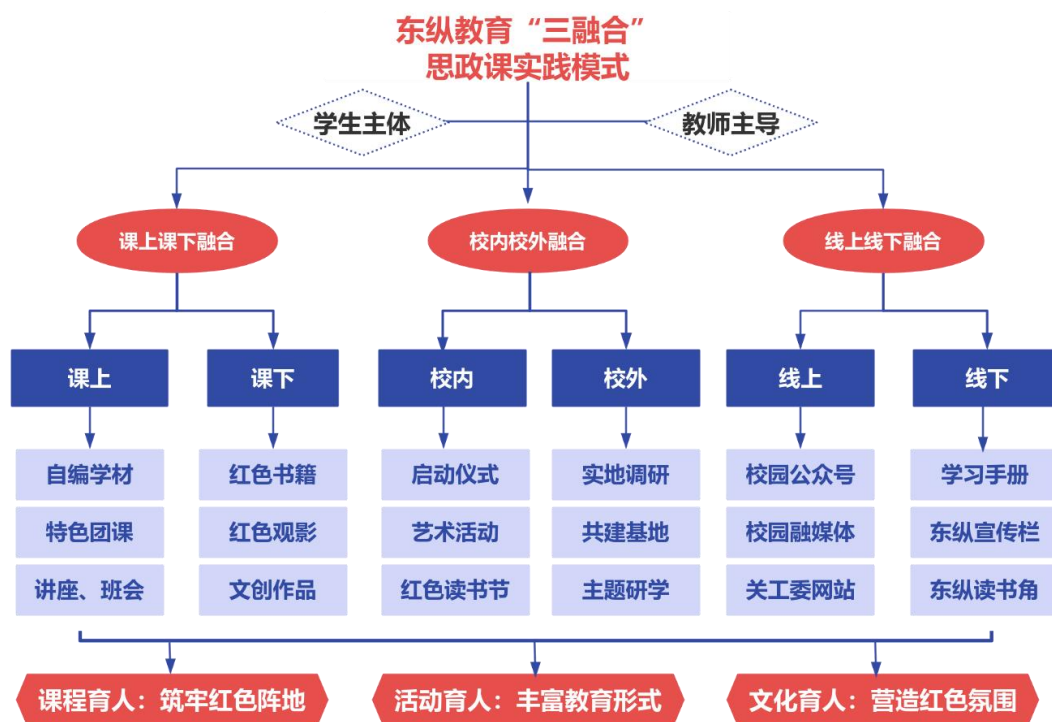 东纵教育“三融合”
思政课实践模式
学生主体
教师主导
课上课下融合
校内校外融合
线上线下融合
课上
课下
校内
校外
线上
线下
自编学材
红色书籍
启动仪式
实地调研
校园公众号
学习手册
特色团课
红色观影
艺术活动
共建基地
校园融媒体
东纵宣传栏
讲座、班会
文创作品
红色读书节
主题研学
关工委网站
东纵读书角
课程育人：筑牢红色阵地
活动育人：丰富教育形式
文化育人：营造红色氛围